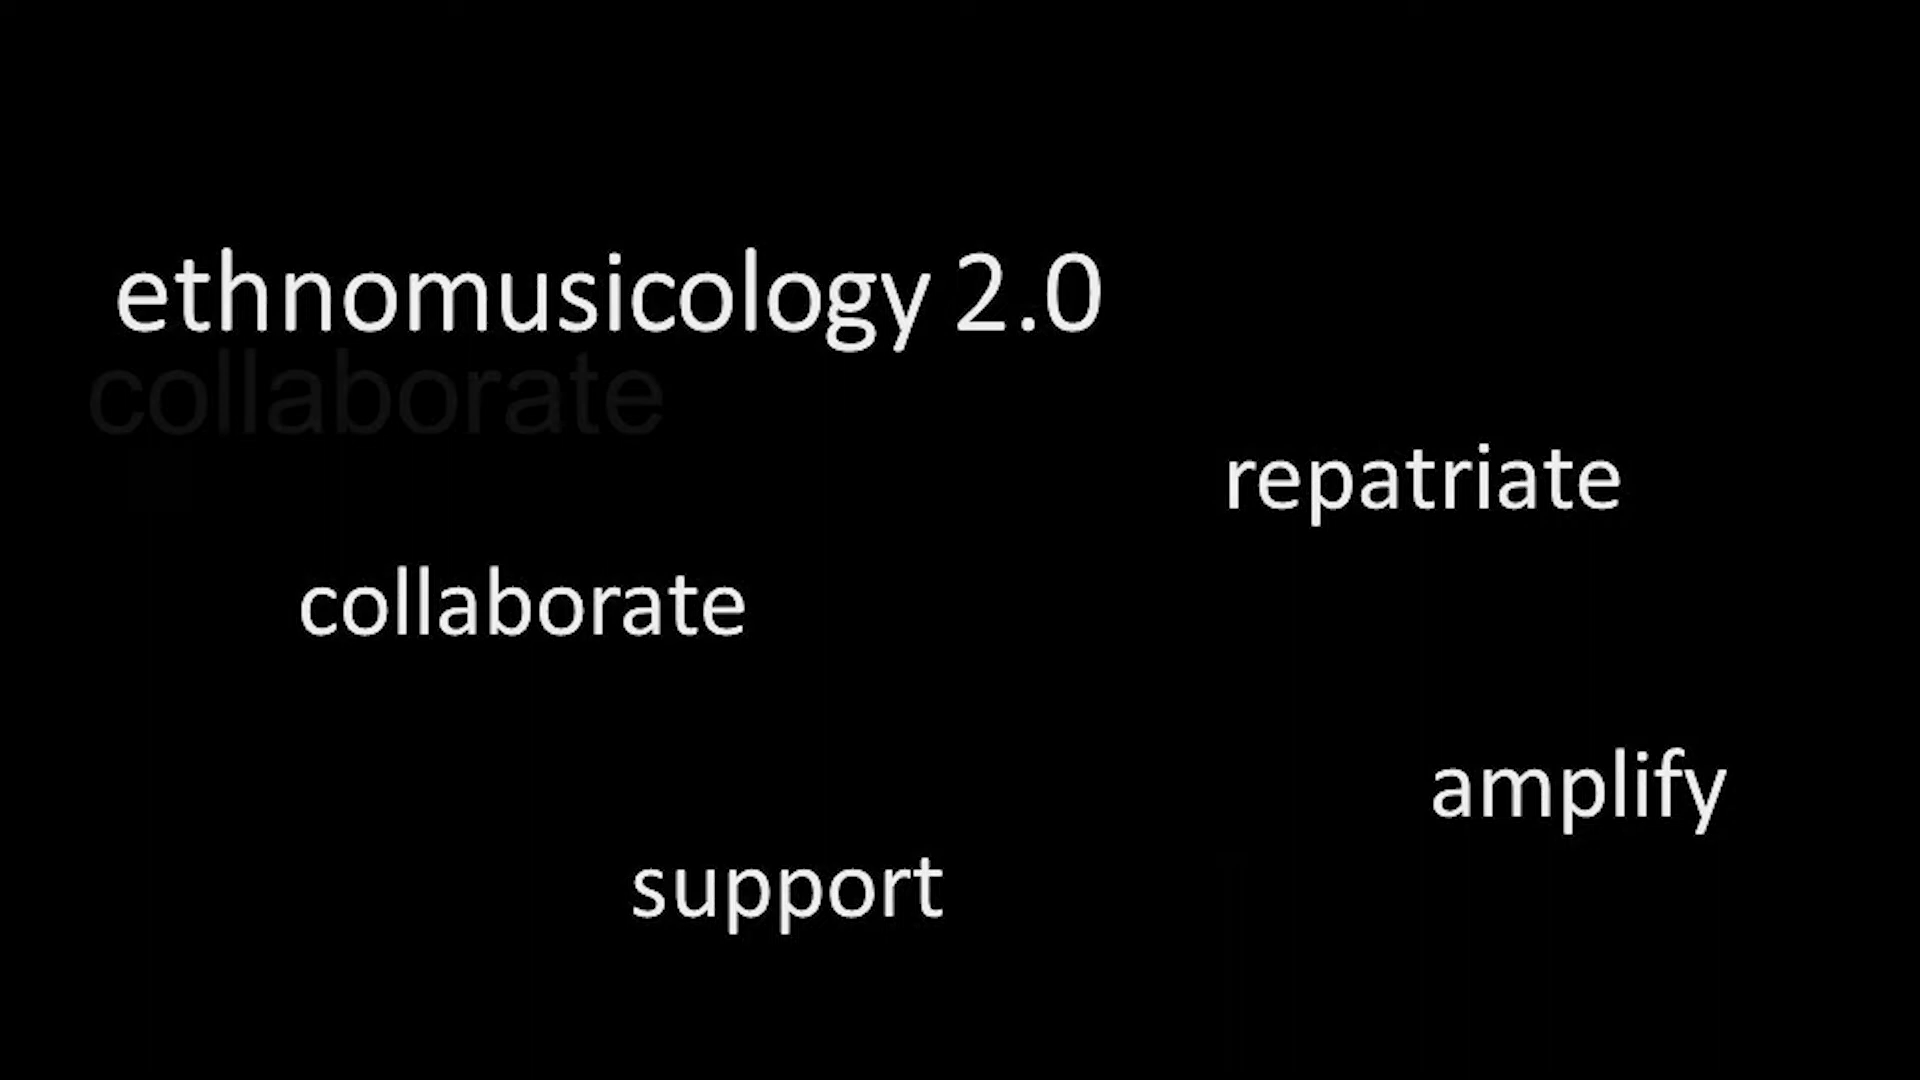 ethnomusicology 2.0
collaborate
repatriate
collaborate
amplify
support